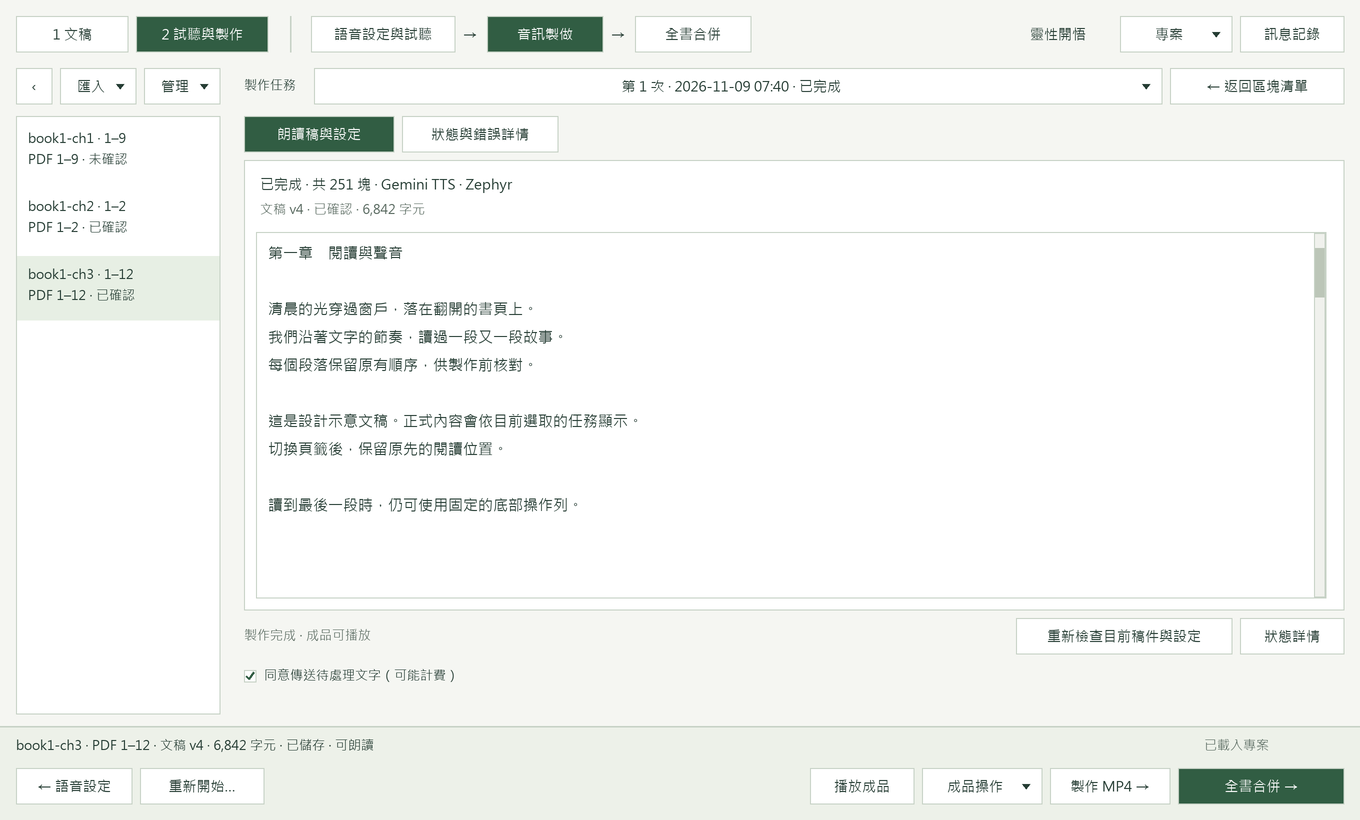 1 文稿
2 試聽與製作
語音設定與試聽
→
音訊製做
→
全書合併
靈性開悟
專案
訊息記錄
‹
匯入
管理
製作任務
第 1 次 · 2026-11-09 07:40 · 已完成
← 返回區塊清單
book1-ch1 · 1–9
PDF 1–9 · 未確認
book1-ch2 · 1–2
PDF 1–2 · 已確認
book1-ch3 · 1–12
PDF 1–12 · 已確認
朗讀稿與設定
狀態與錯誤詳情
已完成 · 共 251 塊 · Gemini TTS · Zephyr
文稿 v4 · 已確認 · 6,842 字元
第一章　閱讀與聲音
清晨的光穿過窗戶，落在翻開的書頁上。
我們沿著文字的節奏，讀過一段又一段故事。
每個段落保留原有順序，供製作前核對。
這是設計示意文稿。正式內容會依目前選取的任務顯示。
切換頁籤後，保留原先的閱讀位置。
讀到最後一段時，仍可使用固定的底部操作列。
製作完成 · 成品可播放
重新檢查目前稿件與設定
狀態詳情
同意傳送待處理文字（可能計費）
book1-ch3 · PDF 1–12 · 文稿 v4 · 6,842 字元 · 已儲存 · 可朗讀
已載入專案
← 語音設定
重新開始...
播放成品
成品操作
製作 MP4 →
全書合併 →